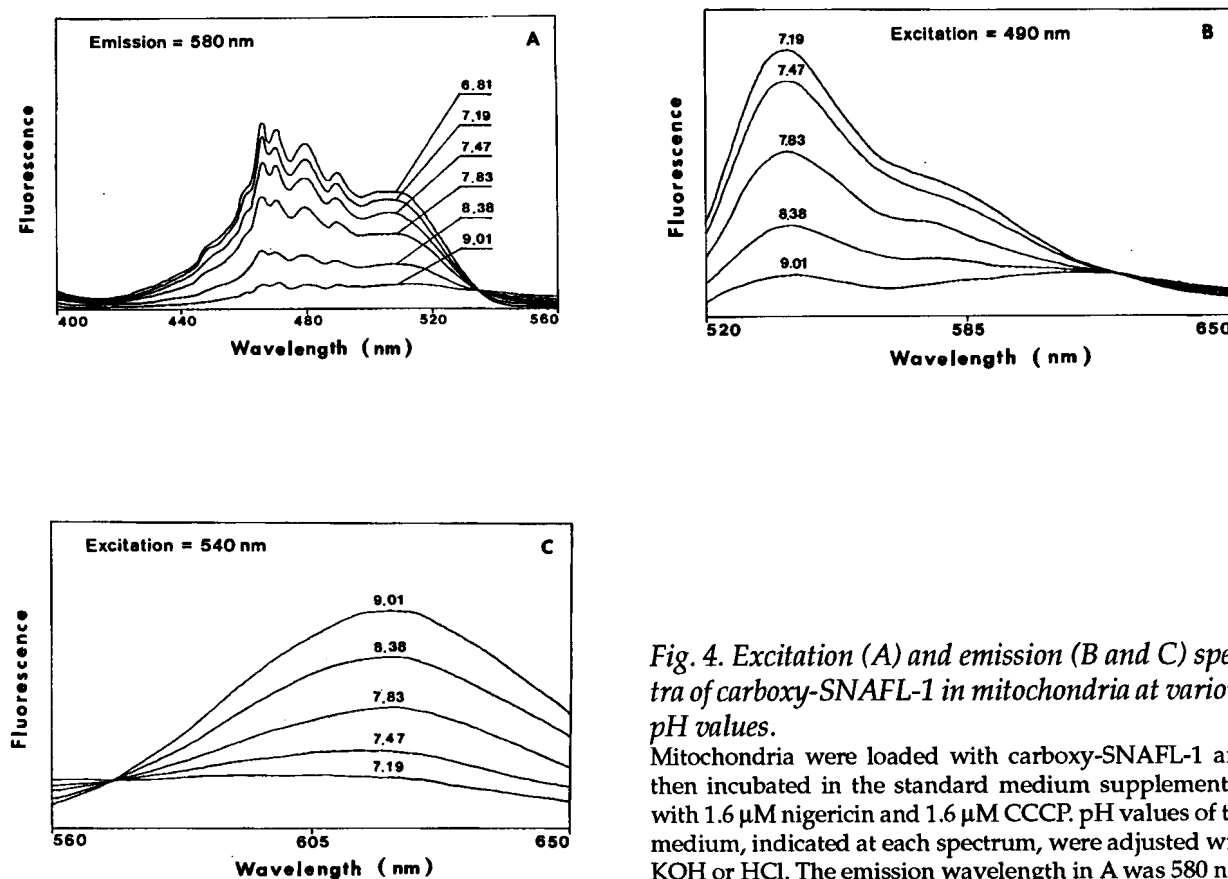 Emission = 580 nm
A
6.81
7.19
7.47
7.83
8.38
9.01
Fluorescence
400 440 480 520 560
Wavelength (nm)
Excitation = 490 nm
B
7.19
7.47
7.83
8.38
9.01
Fluorescence
520 585 650
Wavelength (nm)
Excitation = 540 nm
C
9.01
8.38
7.83
7.47
7.19
Fluorescence
560 605 650
Wavelength (nm)
Fig. 4. Excitation (A) and emission (B and C) spe
tra of carboxy-SNAFL-1 in mitochondria at variou
pH values.
Mitochondria were loaded with carboxy-SNAFL-1 an
then incubated in the standard medium supplement
with 1.6 µM nigericin and 1.6 µM CCCP. pH values of t
medium, indicated at each spectrum, were adjusted wi
KOH or HCl. The emission wavelength in A was 580 n